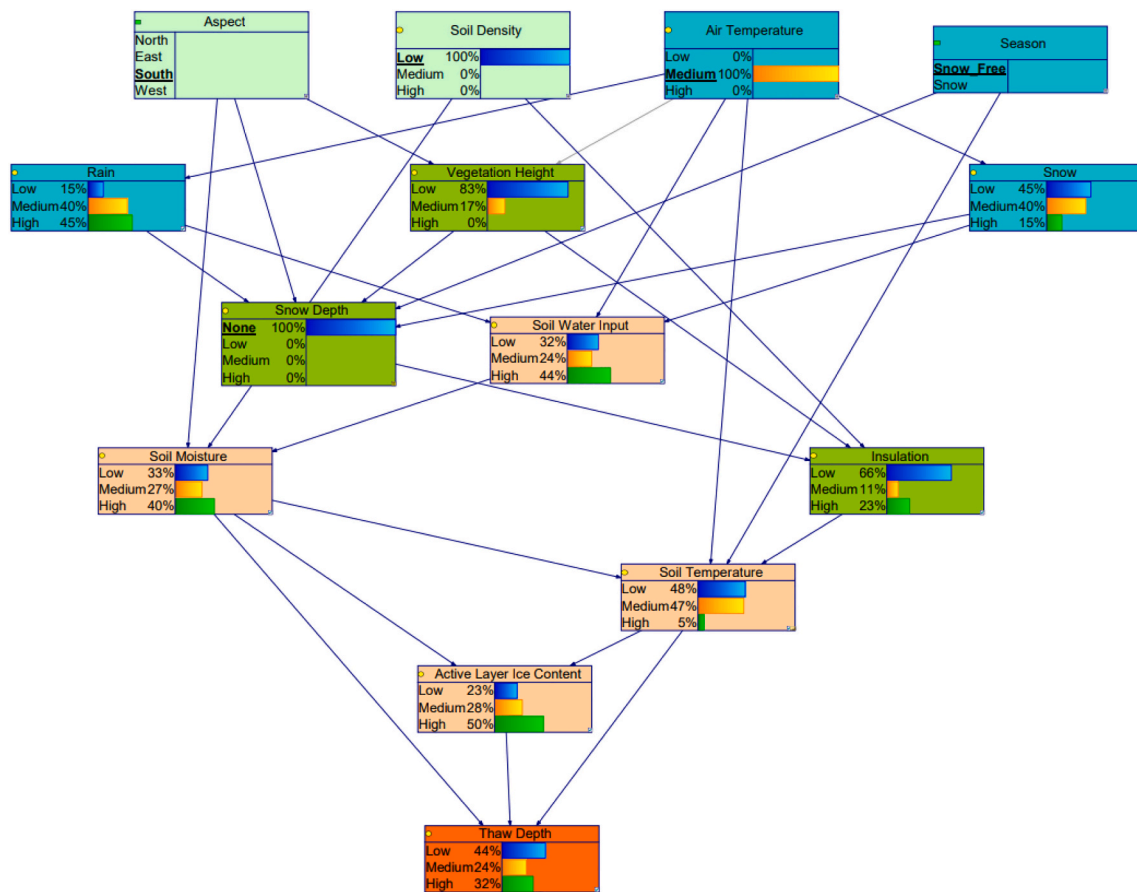 Aspect
North
East
South
West
Soil Density
Low 100%
Medium 0%
High 0%
Air Temperature
Low 0%
Medium 100%
High 0%
Season
Snow_Free
Snow
Rain
Low 15%
Medium 40%
High 45%
Vegetation Height
Low 83%
Medium 17%
High 0%
Snow
Low 45%
Medium 40%
High 15%
Snow Depth
None 100%
Low 0%
Medium 0%
High 0%
Soil Water Input
Low 32%
Medium 24%
High 44%
Soil Moisture
Low 33%
Medium 27%
High 40%
Insulation
Low 66%
Medium 11%
High 23%
Soil Temperature
Low 48%
Medium 47%
High 5%
Active Layer Ice Content
Low 23%
Medium 28%
High 50%
Thaw Depth
Low 44%
Medium 24%
High 32%